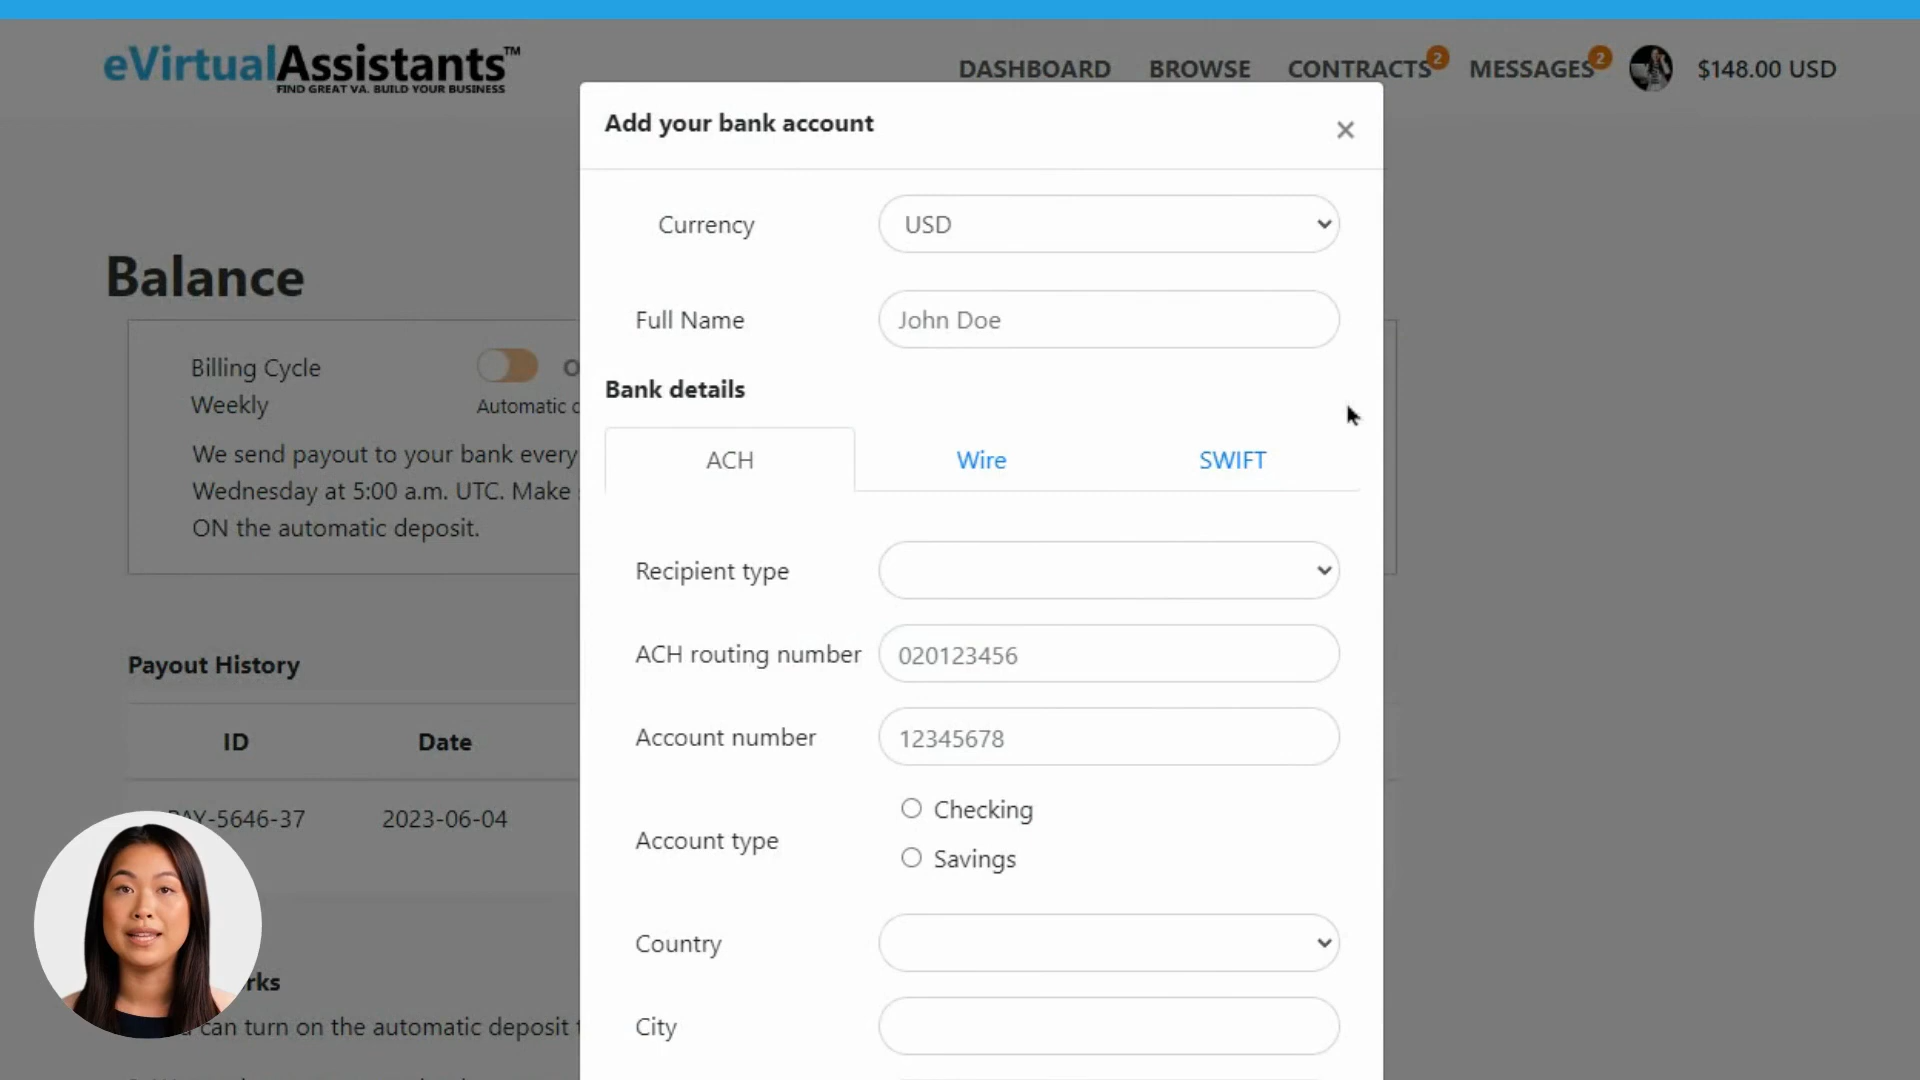 eVirtualAssistants™
FIND GREAT VA. BUILD YOUR BUSINESS
DASHBOARD BROWSE CONTRACTS 2 MESSAGES 2 $148.00 USD
Add your bank account ×
Currency USD
Full Name John Doe
Bank details
ACH Wire SWIFT
Recipient type
ACH routing number 020123456
Account number 12345678
Account type
Checking
Savings
Country
City
Balance
Billing Cycle
Weekly
Automatic
We send payout to your bank every
Wednesday at 5:00 a.m. UTC. Make
ON the automatic deposit.
Payout History
ID Date
PAY-5646-37 2023-06-04
can turn on the automatic deposit